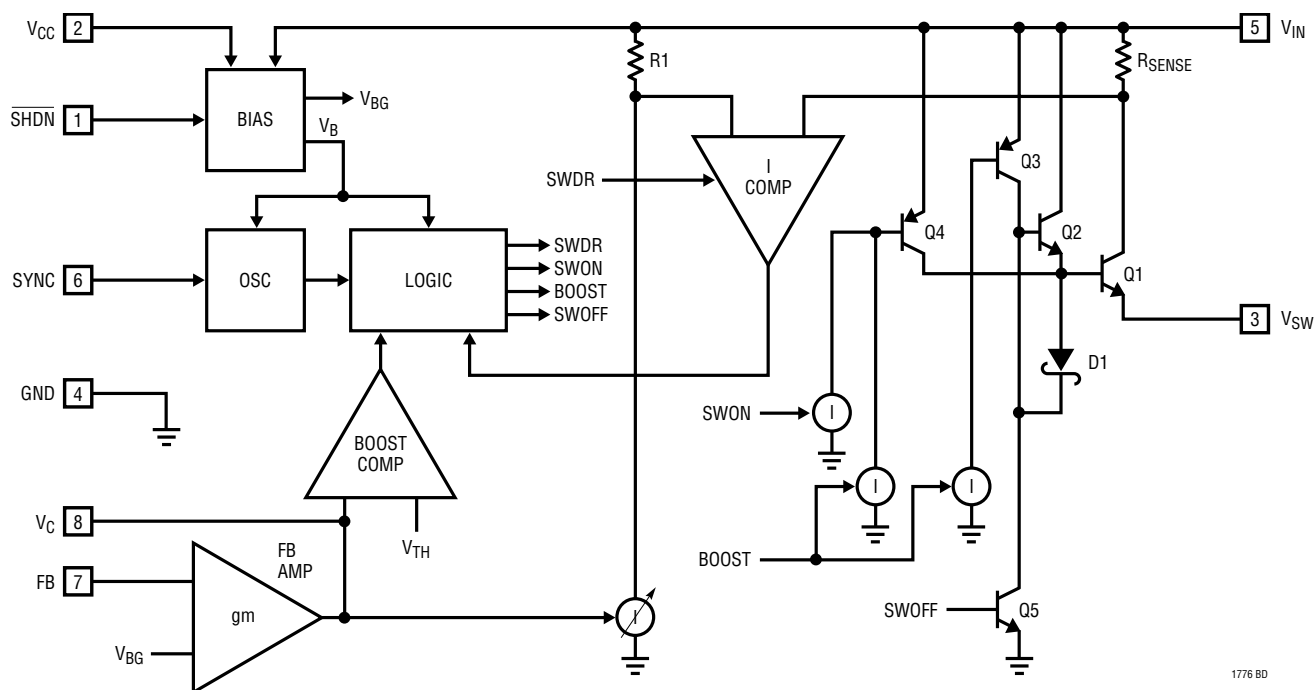 VCC 2
5 VIN
R1
RSENSE
SHDN 1
BIAS
VBG
VB
I
COMP
SWDR
Q3
Q4
Q2
Q1
SYNC 6
OSC
LOGIC
SWDR
SWON
BOOST
SWOFF
3 VSW
D1
GND 4
SWON
I
BOOST
COMP
I
I
VC 8
VTH
FB
AMP
BOOST
FB 7
gm
I
SWOFF
Q5
VBG
1776 BD